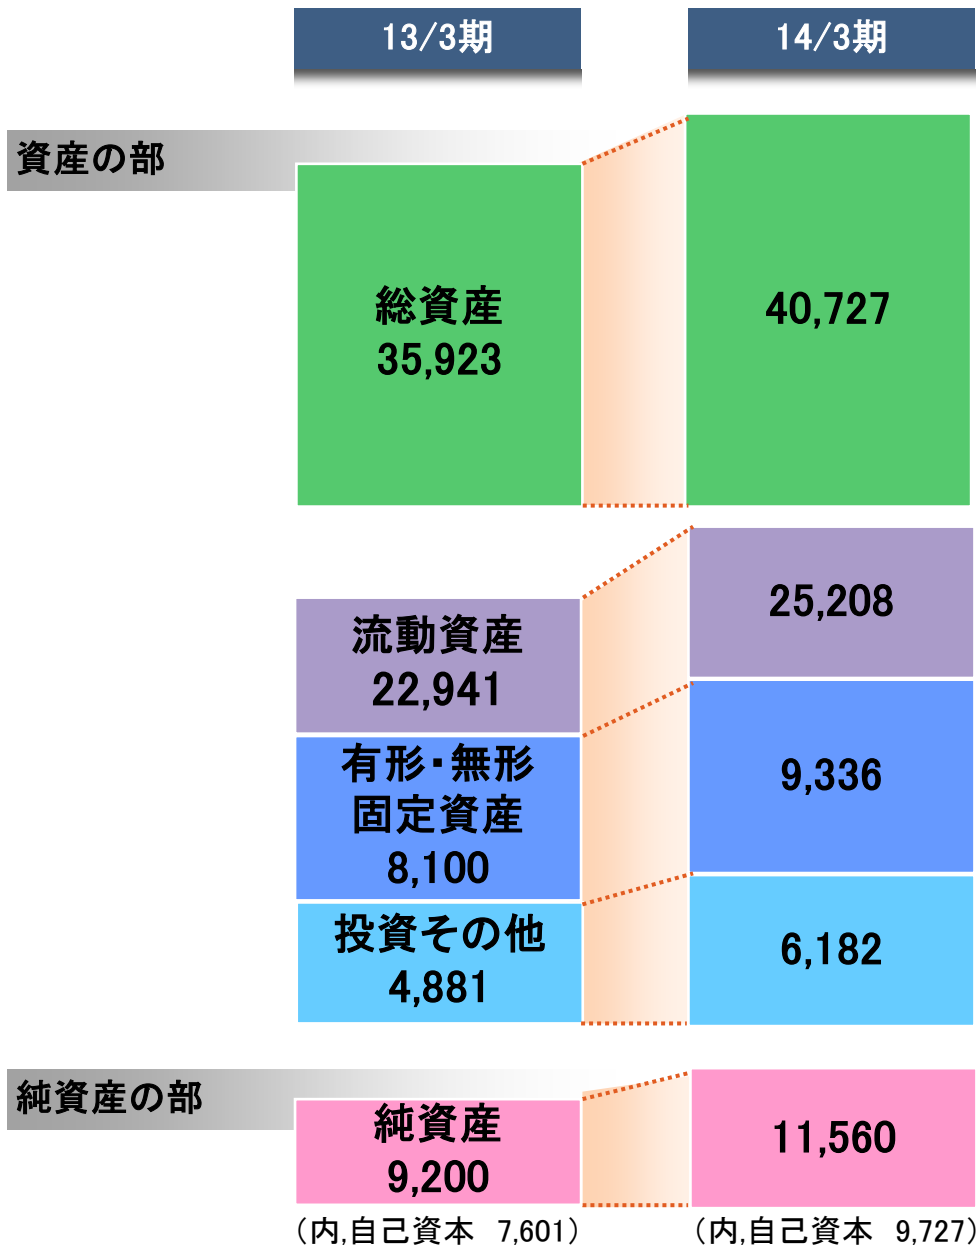 13/3期
14/3期
資産の部
総資産
35,923
40,727
流動資産
22,941
25,208
有形・無形
固定資産
8,100
9,336
投資その他
4,881
6,182
純資産の部
純資産
9,200
11,560
（内,自己資本　7,601）
（内,自己資本　9,727）